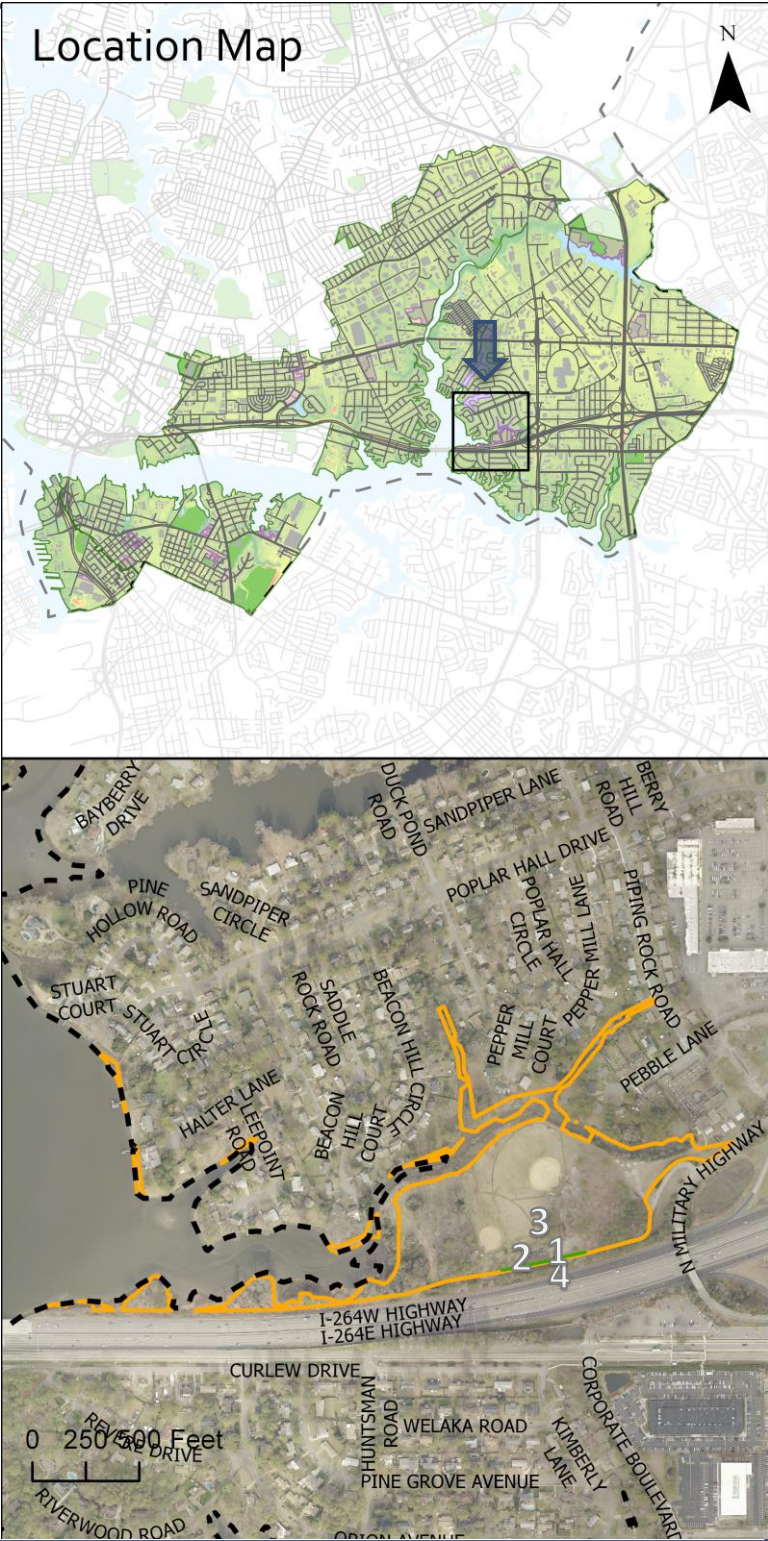 Location Map
N
BAYBERRY
DRIVE
DUCK POND
ROAD
SANDPIPER LANE
BERRY
HILL
ROAD
PINE
HOLLOW ROAD
SANDPIPER
CIRCLE
POPLAR HALL DRIVE
POPLAR HALL
CIRCLE
PEPPER MILL LANE
PIPING ROCK ROAD
STUART
COURT
STUART
CIRCLE
SADDLE
ROCK ROAD
BEACON HILL CIRCLE
PEPPER
MILL
COURT
PEBBLE LANE
HALTER LANE
LEEPOINT
ROAD
BEACON
HILL
COURT
N MILITARY HIGHWAY
3
2 1
4
I-264W HIGHWAY
I-264E HIGHWAY
CURLEW DRIVE
HUNTSMAN
ROAD
WELAKA ROAD
KIMBERLY
LANE
CORPORATE BOULEVARD
REVERE DRIVE
0 250 500 Feet
PINE GROVE AVENUE
RIVERWOOD ROAD
ORION AVENUE